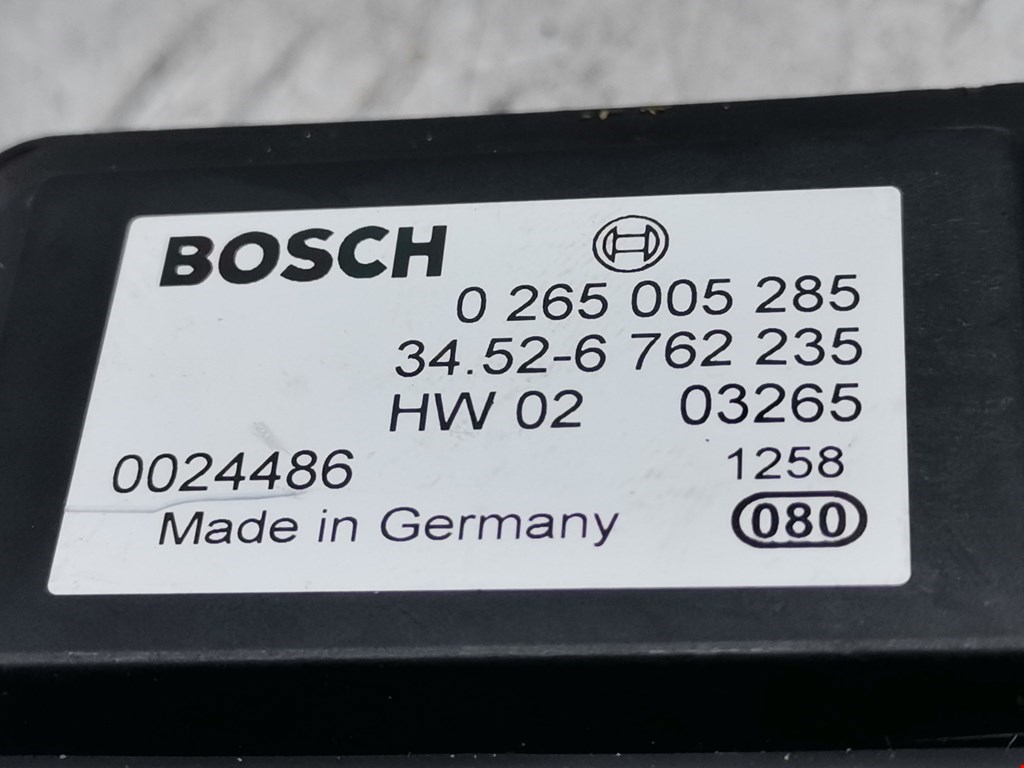 BOSCH
0 265 005 285
34.52-6 762 235
HW 02 03265
0024486 1258
Made in Germany 080